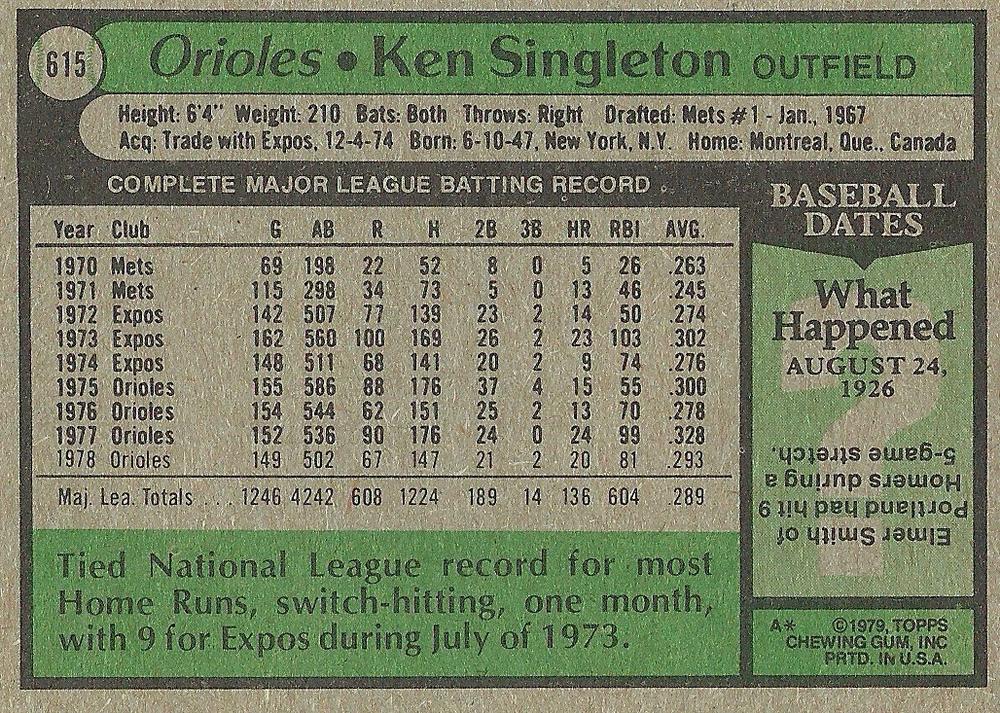 615
Orioles • Ken Singleton OUTFIELD
Height: 6'4" Weight: 210 Bats: Both Throws: Right Drafted: Mets #1 - Jan., 1967
Acq: Trade with Expos, 12-4-74 Born: 6-10-47, New York, N.Y. Home: Montreal, Que., Canada
COMPLETE MAJOR LEAGUE BATTING RECORD
Year Club G AB R H 2B 3B HR RBI AVG.
1970 Mets 69 198 22 52 8 0 5 26 .263
1971 Mets 115 298 34 73 5 0 13 46 .245
1972 Expos 142 507 77 139 23 2 14 50 .274
1973 Expos 162 560 100 169 26 2 23 103 .302
1974 Expos 148 511 68 141 20 2 9 74 .276
1975 Orioles 155 586 88 176 37 4 15 55 .300
1976 Orioles 154 544 62 151 25 2 13 70 .278
1977 Orioles 152 536 90 176 24 0 24 99 .328
1978 Orioles 149 502 67 147 21 2 20 81 .293
Maj. Lea. Totals ... 1246 4242 608 1224 189 14 136 604 .289
Tied National League record for most
Home Runs, switch-hitting, one month,
with 9 for Expos during July of 1973.
BASEBALL
DATES
What
Happened
AUGUST 24,
1926
?
Elmer Smith of
Portland had hit 9
Homers during a
5-game stretch.
A* ©1979, TOPPS
CHEWING GUM, INC
PRTD. IN U.S.A.